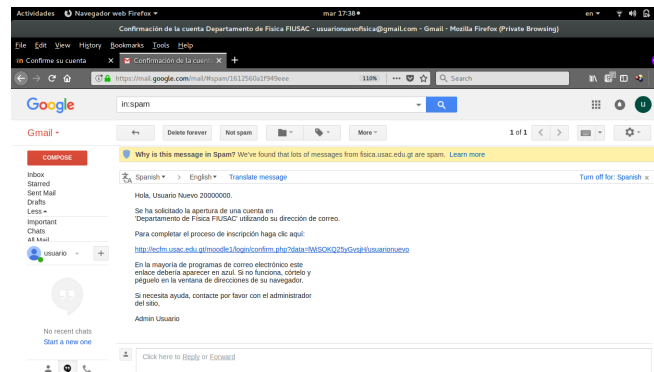 Actividades Navegador web Firefox mar 17:38 en
Confirmación de la cuenta Departamento de Física FIUSAC - usuarionuevofisica@gmail.com - Gmail - Mozilla Firefox (Private Browsing)
File Edit View History Bookmarks Tools Help
Confirme su cuenta × Confirmación de la cuenta × +
https://mail.google.com/mail/#spam/1612560a1f949eee 110% Search
Google in:spam U
Gmail Delete forever Not spam More 1 of 1
COMPOSE Why is this message in Spam? We've found that lots of messages from fisica.usac.edu.gt are spam. Learn more
Spanish > English Translate message Turn off for: Spanish ×
Inbox
Starred
Sent Mail
Drafts
Less
Important
Chats
All Mail
usuario +
No recent chats
Start a new one
Hola, Usuario Nuevo 20000000.
Se ha solicitado la apertura de una cuenta en
'Departamento de Física FIUSAC' utilizando su dirección de correo.
Para completar el proceso de inscripción haga clic aquí:
http://ecfm.usac.edu.gt/moodle1/login/confirm.php?data=lWiSOKQ25yGvsjH/usuarionuevo
En la mayoría de programas de correo electrónico este
enlace debería aparecer en azul. Si no funciona, córtelo y
péguelo en la ventana de direcciones de su navegador.
Si necesita ayuda, contacte por favor con el administrador
del sitio,
Admin Usuario
Click here to Reply or Forward